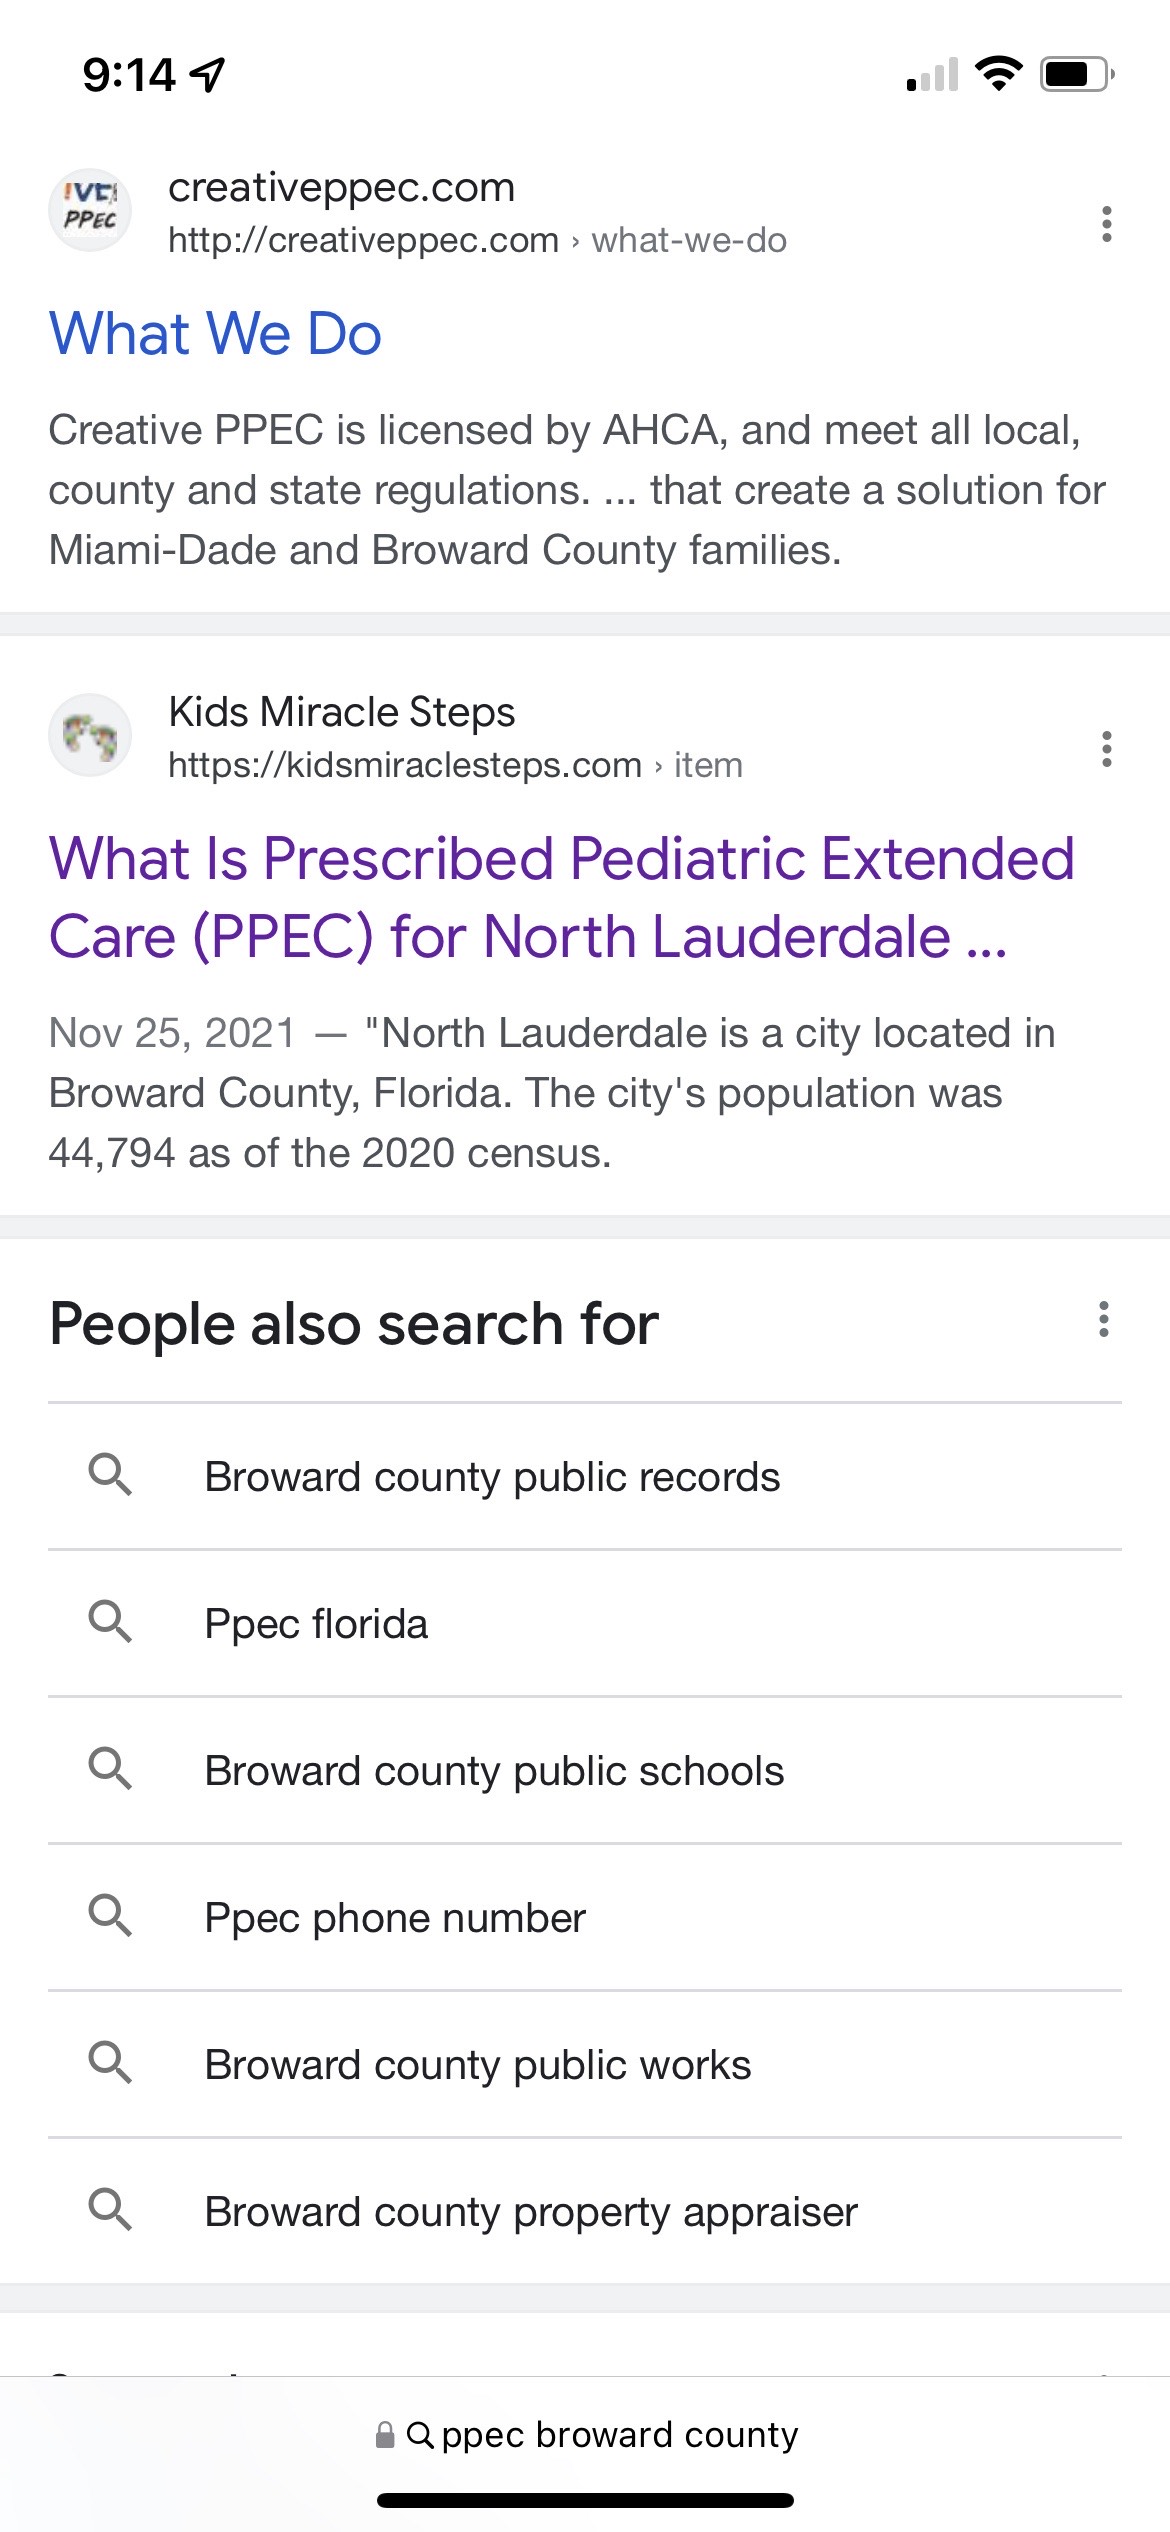 9:14
IVE
PPEC
creativeppec.com
http://creativeppec.com › what-we-do
What We Do
Creative PPEC is licensed by AHCA, and meet all local,
county and state regulations. ... that create a solution for
Miami-Dade and Broward County families.
Kids Miracle Steps
https://kidsmiraclesteps.com › item
What Is Prescribed Pediatric Extended
Care (PPEC) for North Lauderdale ...
Nov 25, 2021 — "North Lauderdale is a city located in
Broward County, Florida. The city's population was
44,794 as of the 2020 census.
People also search for
Broward county public records
Ppec florida
Broward county public schools
Ppec phone number
Broward county public works
Broward county property appraiser
ppec broward county